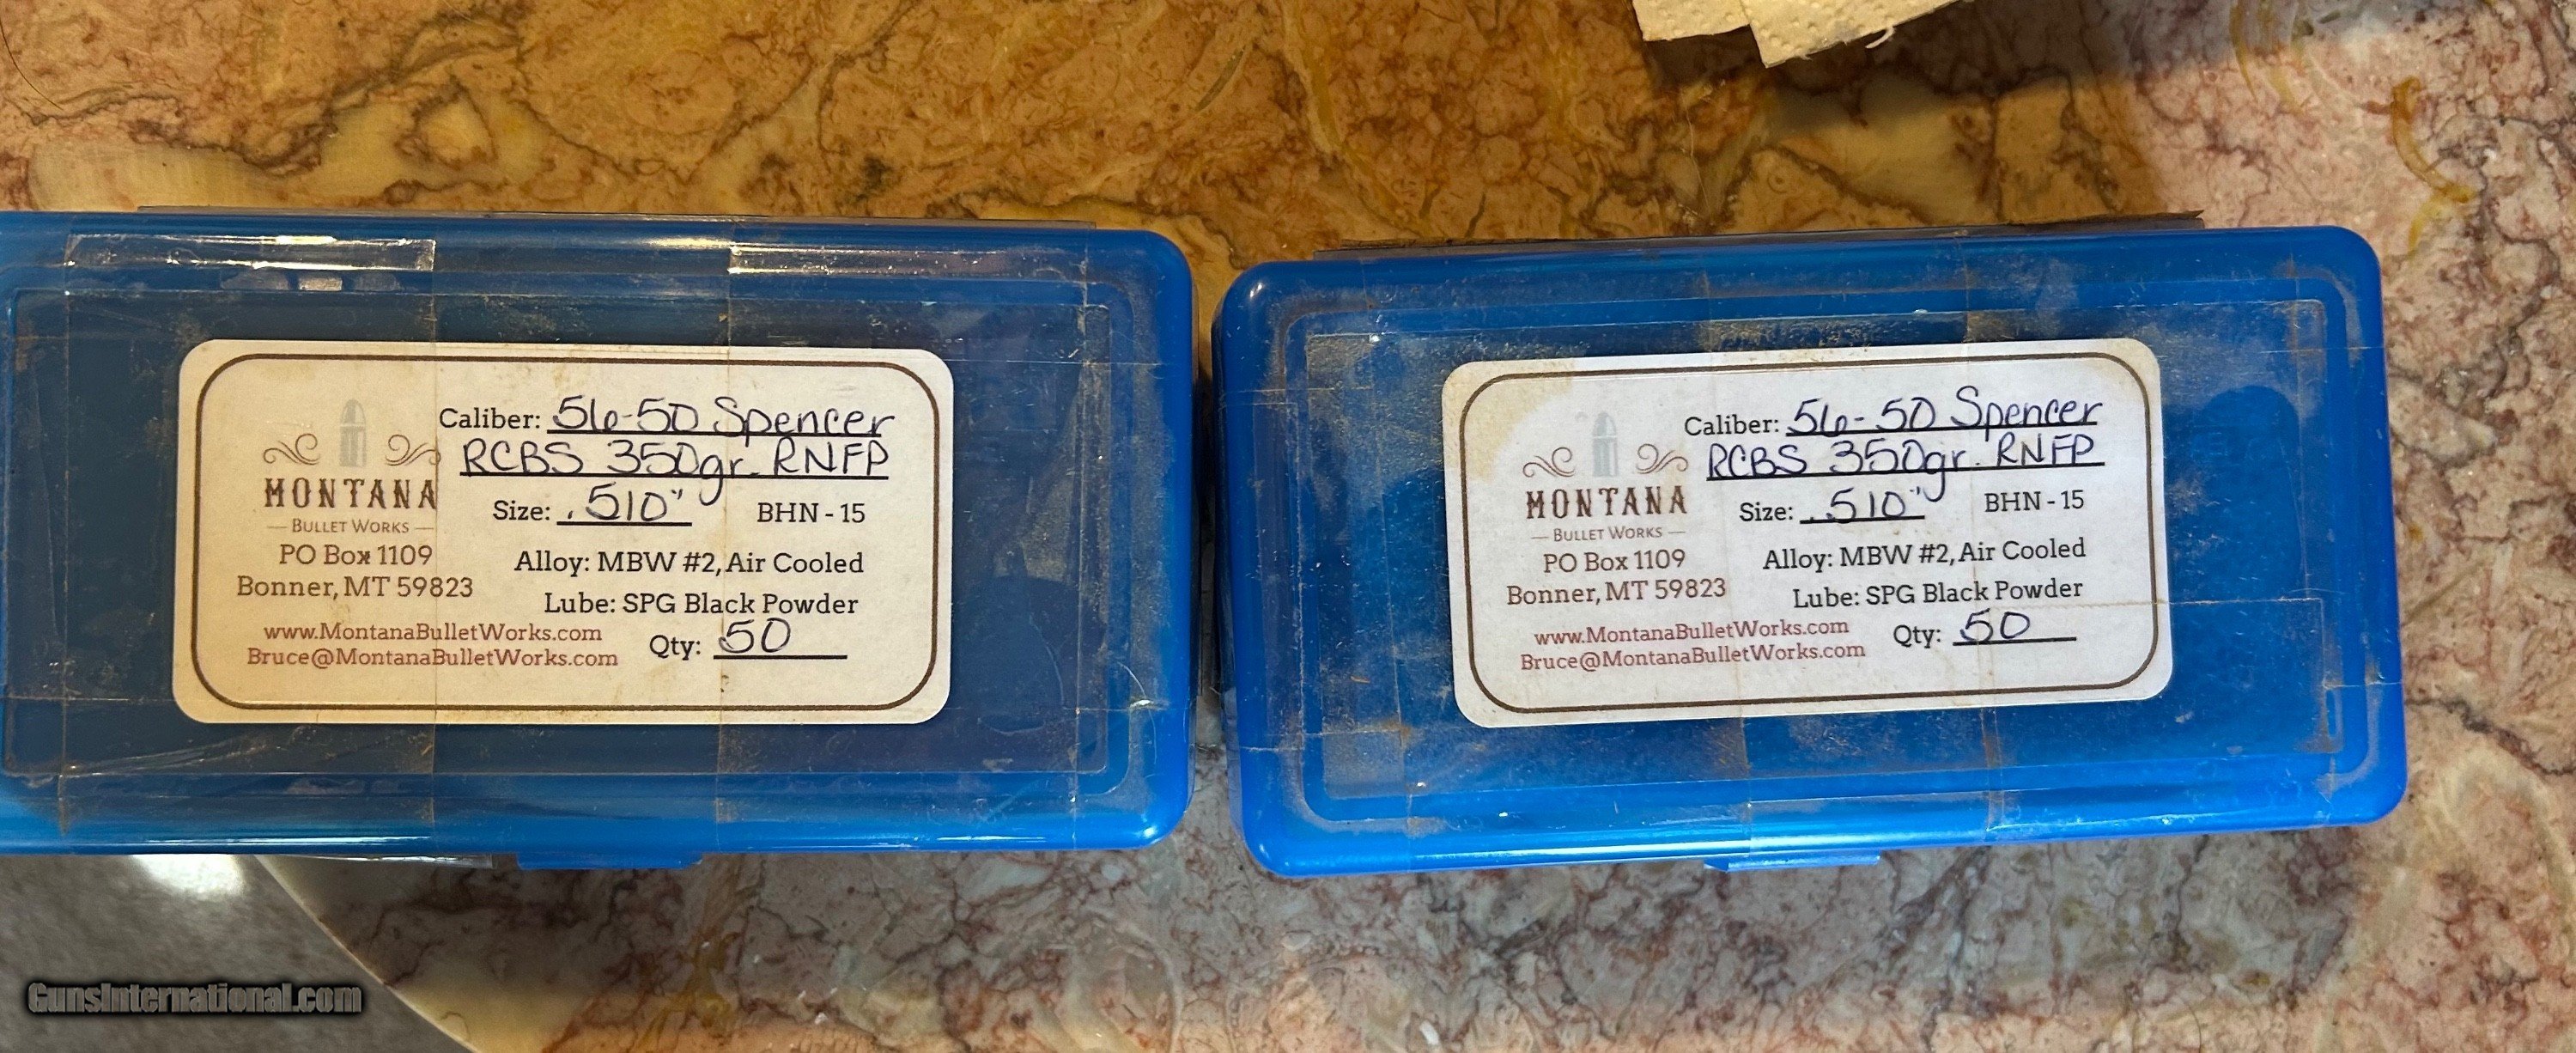 Caliber: 56-50 Spencer
RCBS 350gr. RNFP
Size: .510" BHN - 15
MONTANA
BULLET WORKS
PO Box 1109
Bonner, MT 59823
Alloy: MBW #2, Air Cooled
Lube: SPG Black Powder
www.MontanaBulletWorks.com
Bruce@MontanaBulletWorks.com
Qty: 50
Caliber: 56-50 Spencer
RCBS 350gr. RNFP
Size: .510" BHN - 15
MONTANA
BULLET WORKS
PO Box 1109
Bonner, MT 59823
Alloy: MBW #2, Air Cooled
Lube: SPG Black Powder
www.MontanaBulletWorks.com
Bruce@MontanaBulletWorks.com
Qty: 50
GunsInternational.com